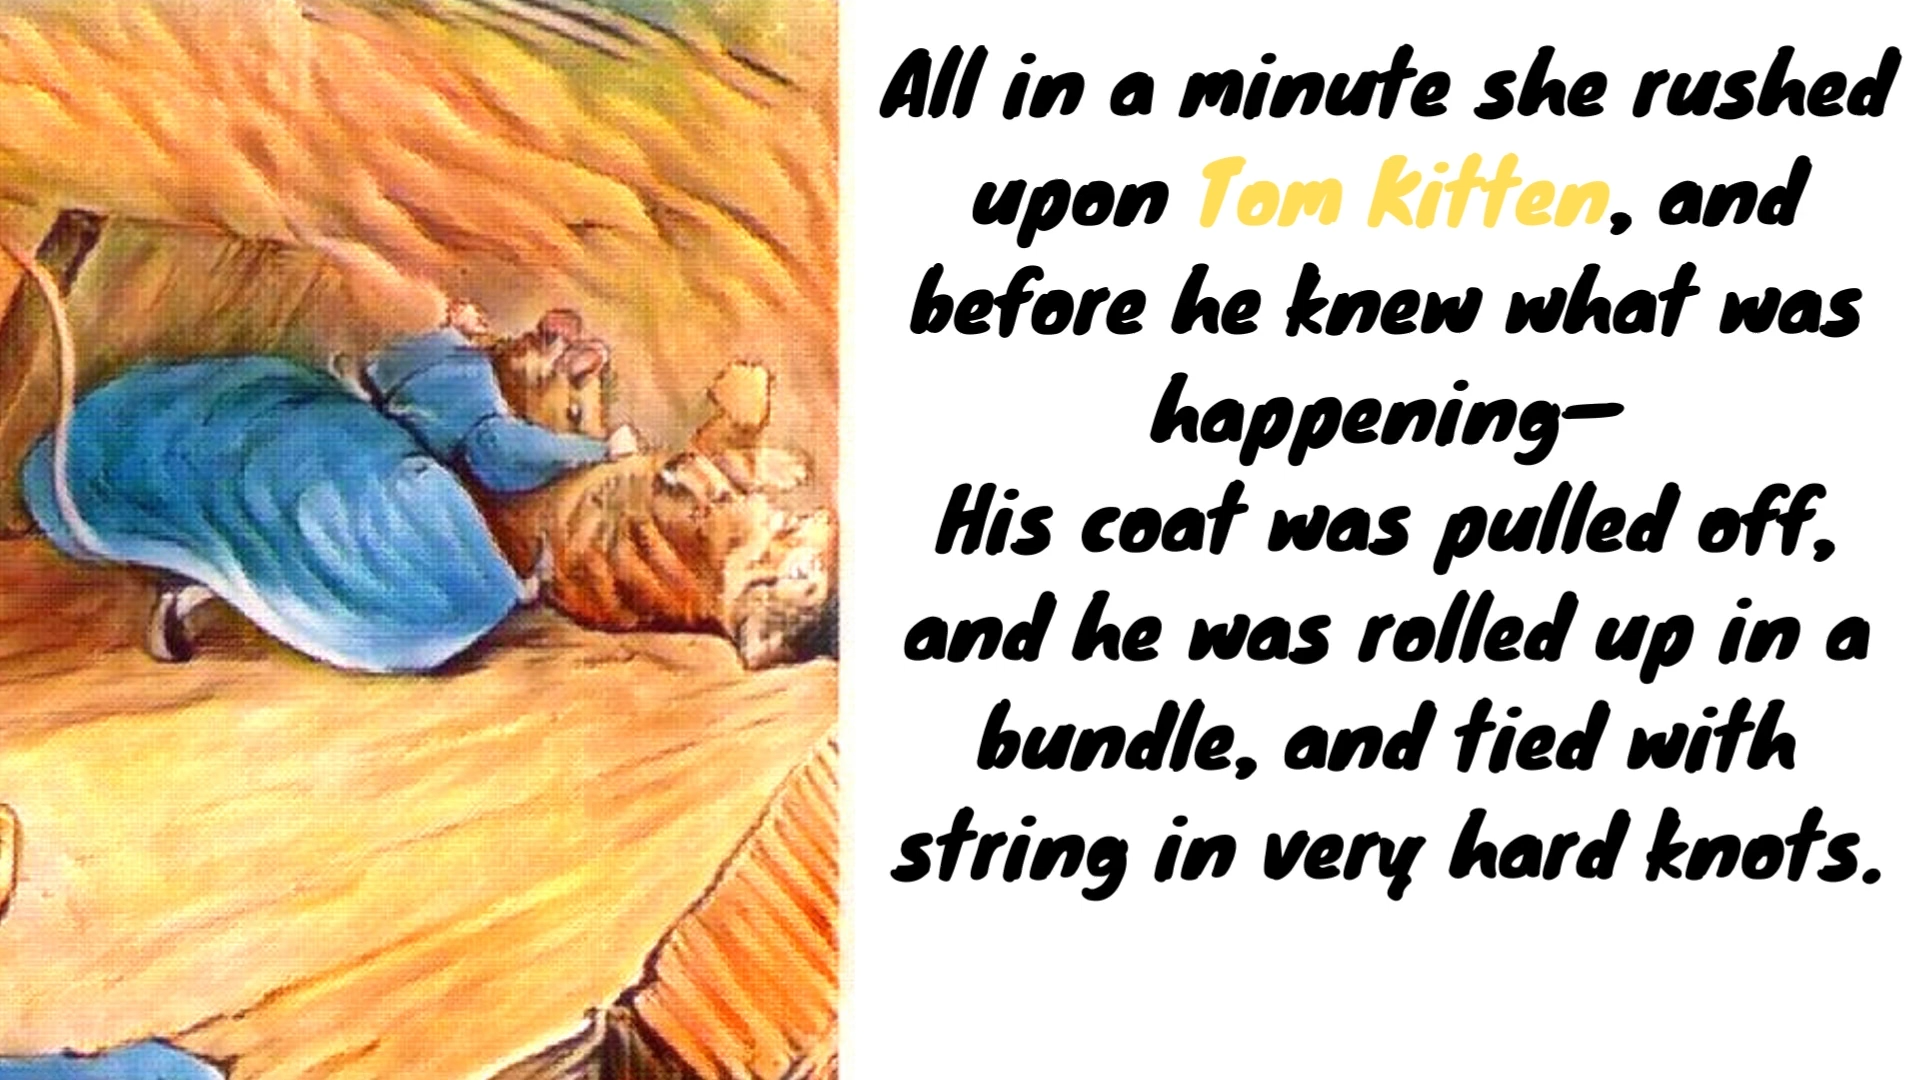 All in a minute she rushed
upon Tom Kitten, and
before he knew what was
happening—
His coat was pulled off,
and he was rolled up in a
bundle, and tied with
string in very hard knots.